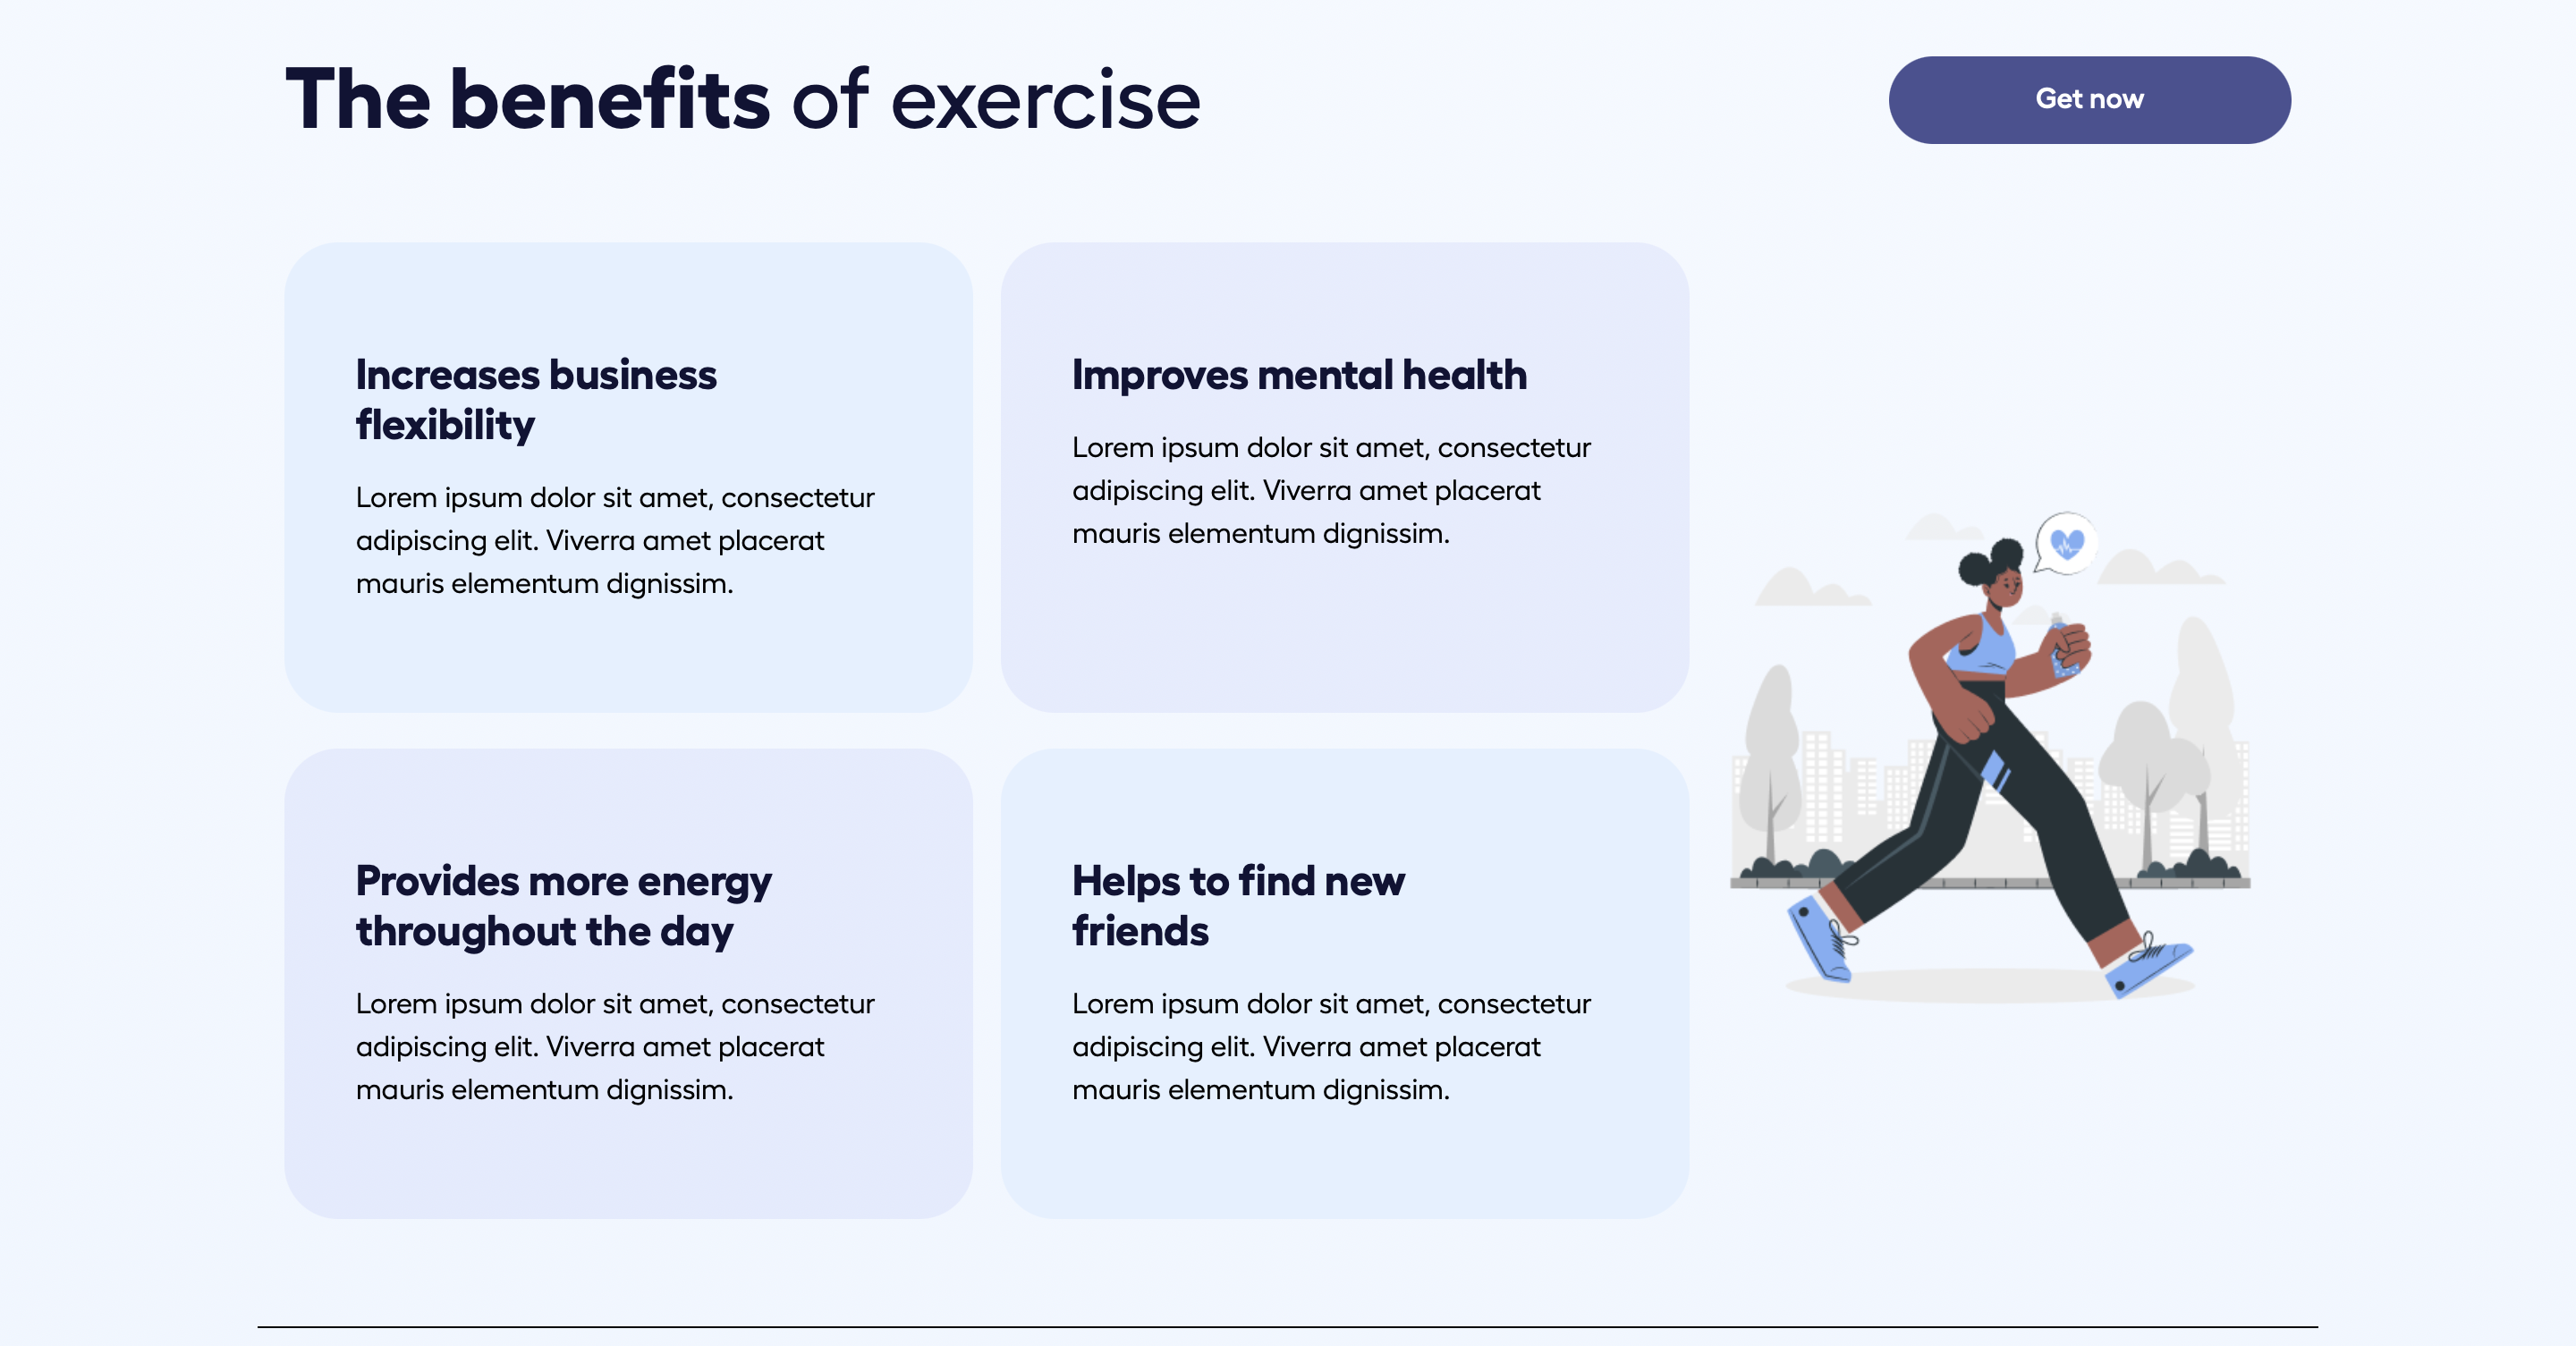 The benefits of exercise
Get now
Increases business
flexibility
Lorem ipsum dolor sit amet, consectetur
adipiscing elit. Viverra amet placerat
mauris elementum dignissim.
Improves mental health
Lorem ipsum dolor sit amet, consectetur
adipiscing elit. Viverra amet placerat
mauris elementum dignissim.
Provides more energy
throughout the day
Lorem ipsum dolor sit amet, consectetur
adipiscing elit. Viverra amet placerat
mauris elementum dignissim.
Helps to find new
friends
Lorem ipsum dolor sit amet, consectetur
adipiscing elit. Viverra amet placerat
mauris elementum dignissim.